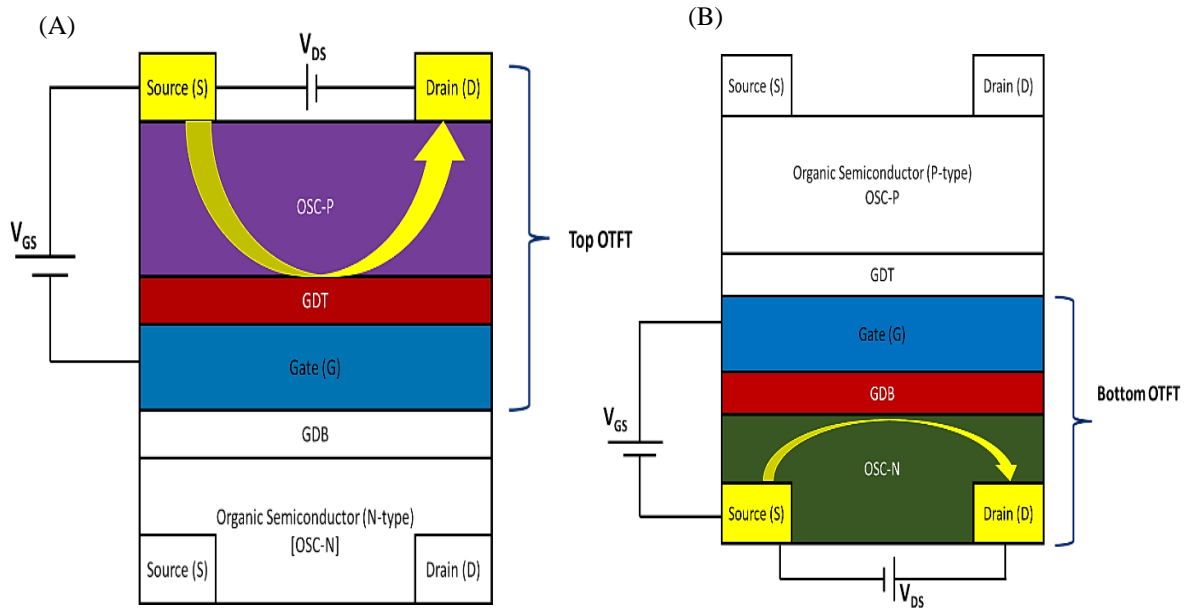 (A)
V_DS
Source (S)
Drain (D)
OSC-P
V_GS
Top OTFT
GDT
Gate (G)
GDB
Organic Semiconductor (N-type)
[OSC-N]
Source (S)
Drain (D)
(B)
Source (S)
Drain (D)
Organic Semiconductor (P-type)
OSC-P
GDT
Gate (G)
GDB
Bottom OTFT
V_GS
OSC-N
Source (S)
Drain (D)
V_DS